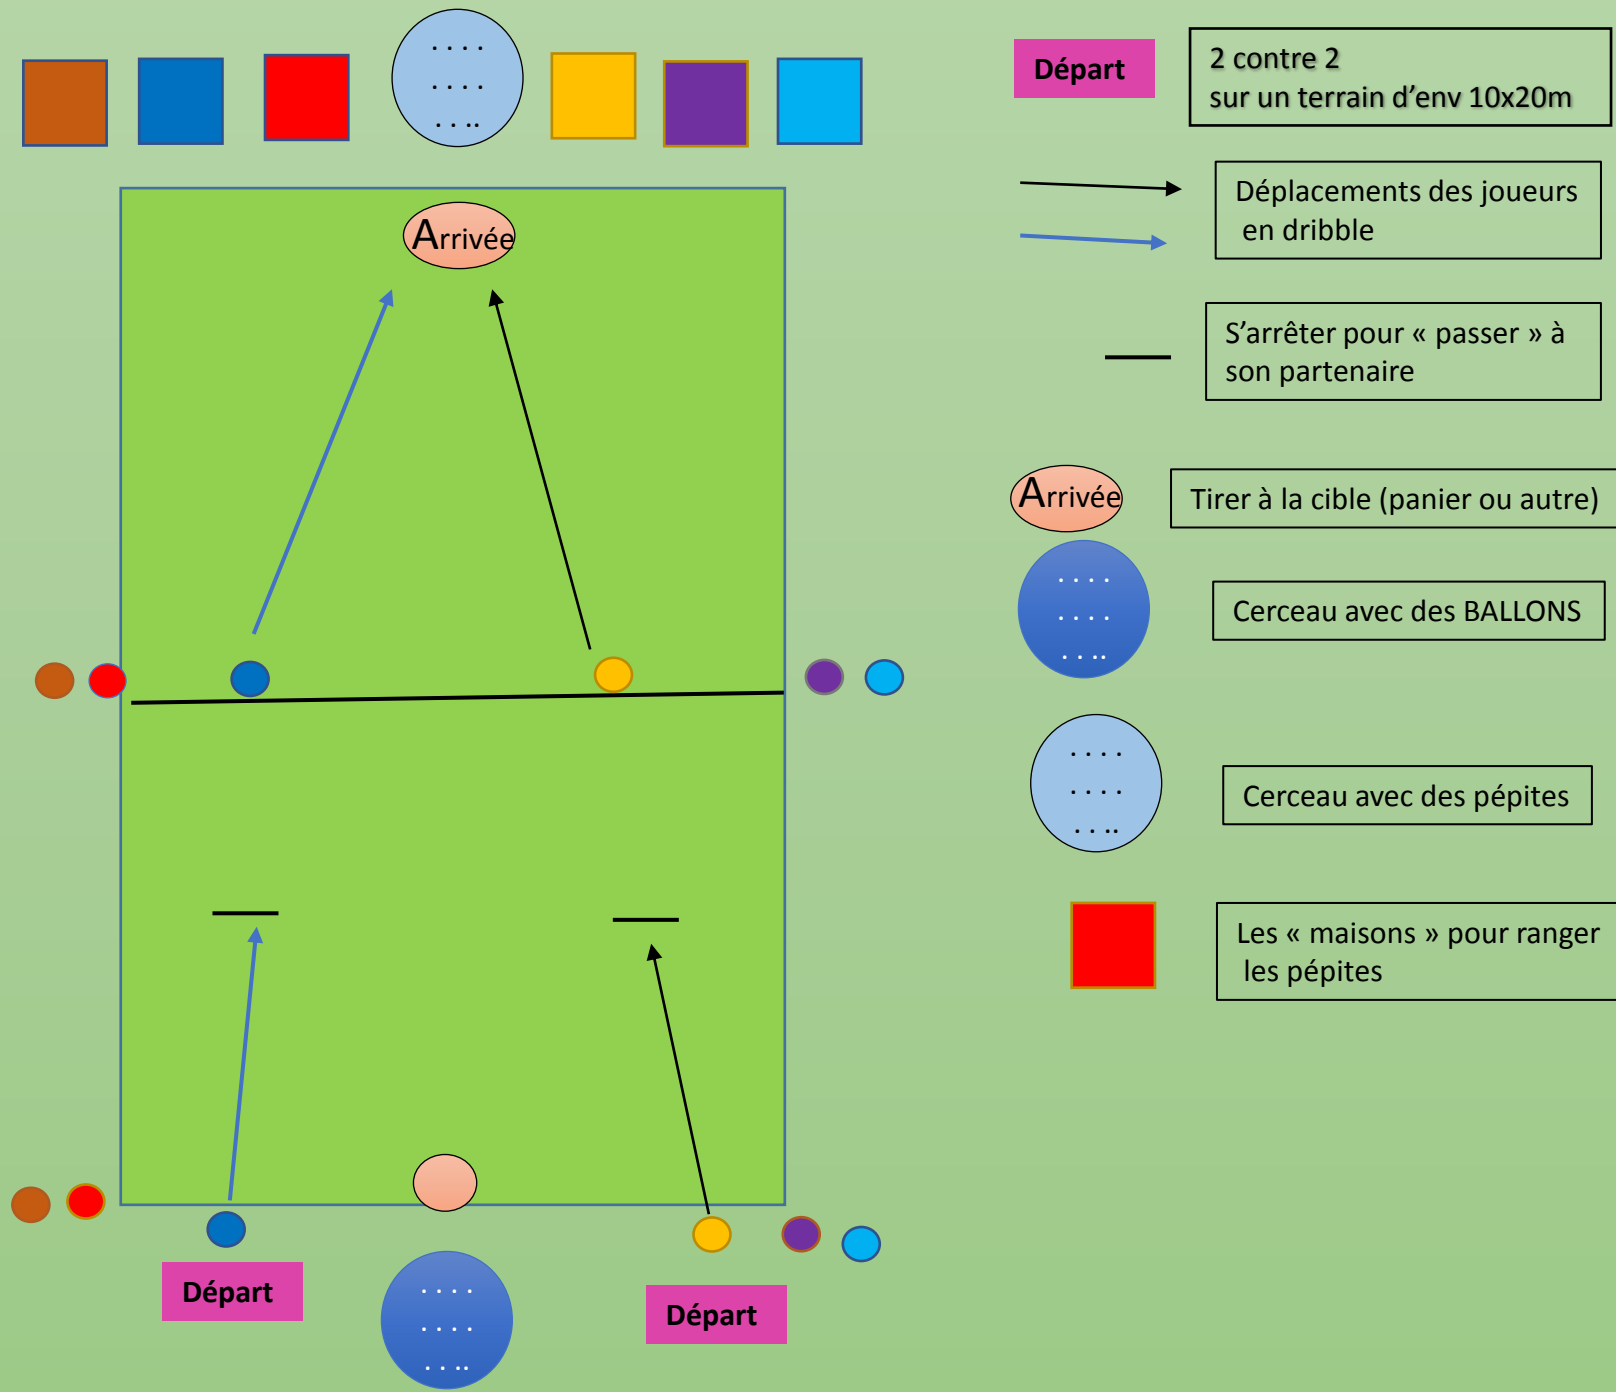 Arrivée
Départ
Départ
Départ
2 contre 2
sur un terrain d'env 10x20m
Déplacements des joueurs
en dribble
S'arrêter pour « passer » à
son partenaire
Arrivée
Tirer à la cible (panier ou autre)
Cerceau avec des BALLONS
Cerceau avec des pépites
Les « maisons » pour ranger
les pépites